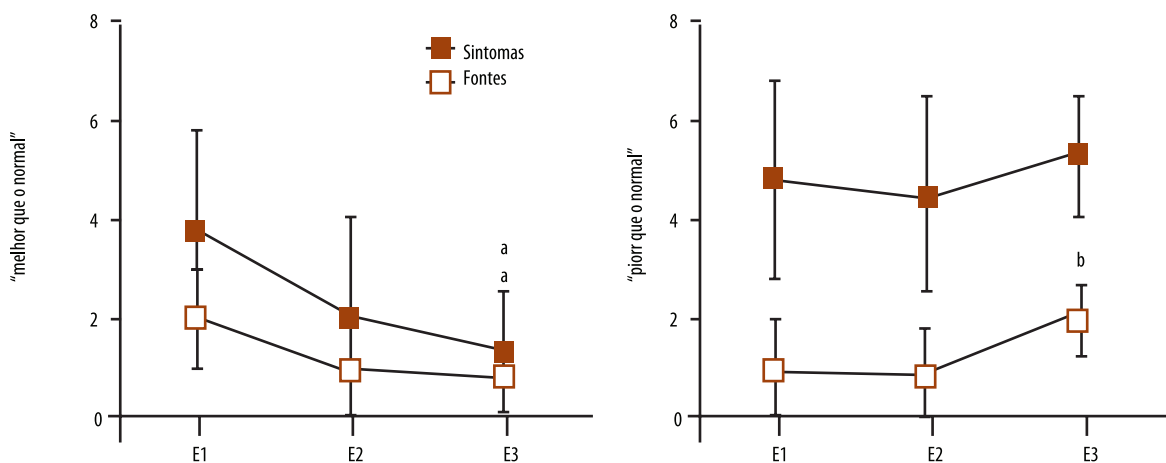 “melhor que o normal”
8
6
4
2
0
Sintomas
Fontes
a
a
E1
E2
E3
“piorr que o normal”
8
6
4
2
0
b
E1
E2
E3